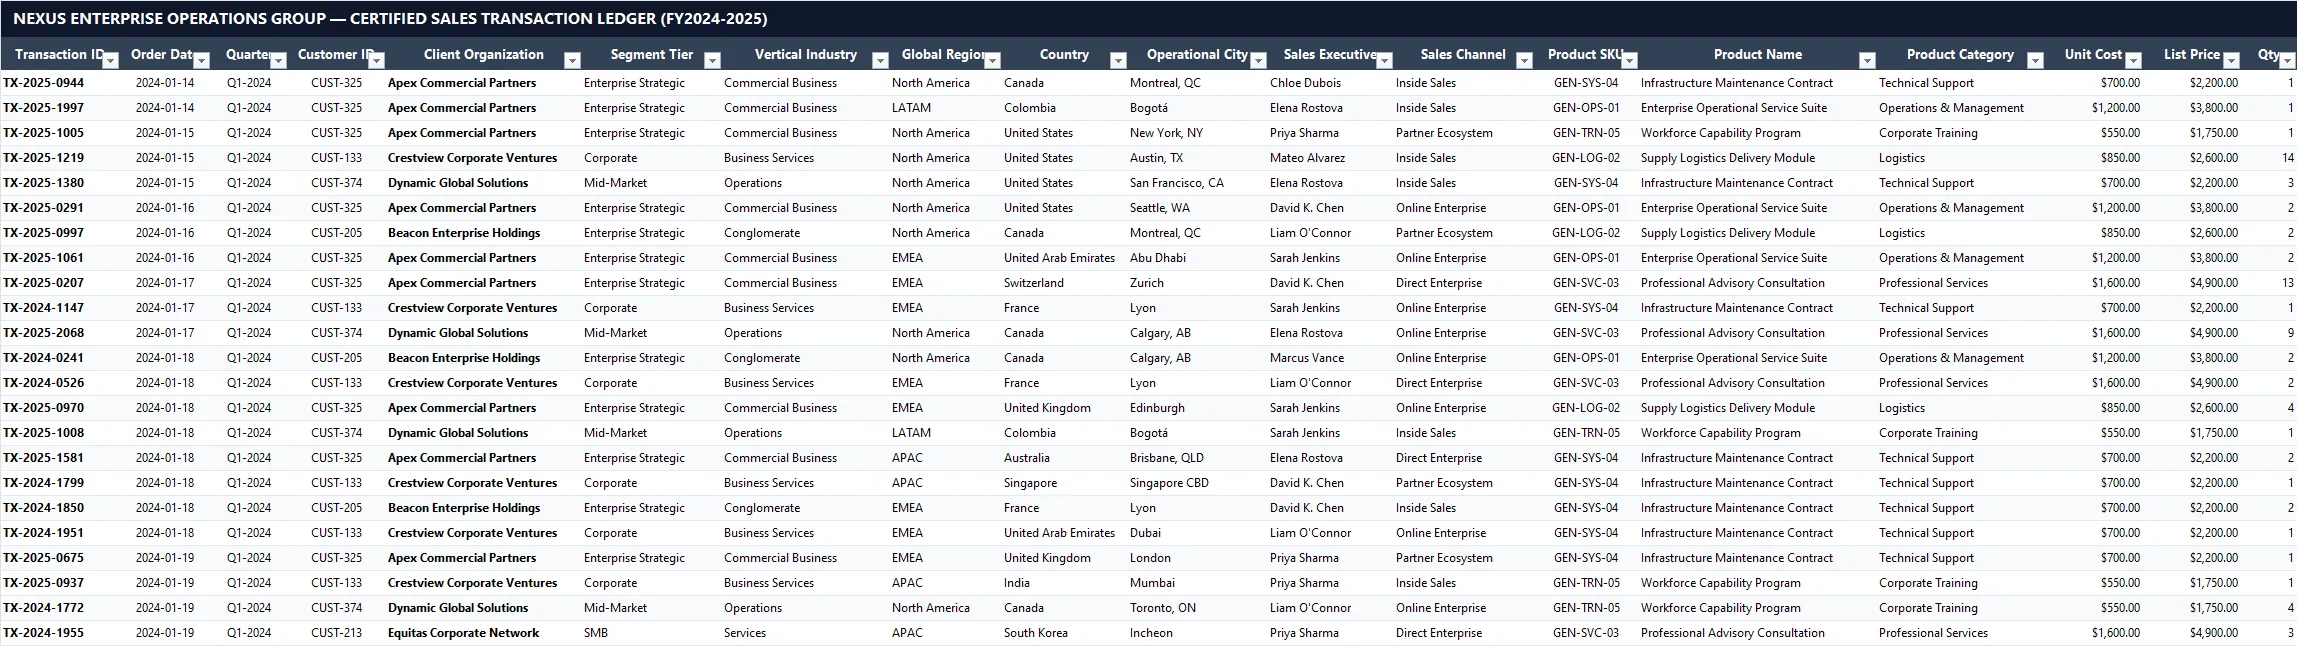 NEXUS ENTERPRISE OPERATIONS GROUP — CERTIFIED SALES TRANSACTION LEDGER (FY2024-2025)
Transaction ID Order Dat Quarte Customer ID Client Organization Segment Tier Vertical Industry Global Region Country Operational City Sales Executive Sales Channel Product SKU Product Name Product Category Unit Cost List Price Qty
TX-2025-0944 2024-01-14 Q1-2024 CUST-325 Apex Commercial Partners Enterprise Strategic Commercial Business North America Canada Montreal, QC Chloe Dubois Inside Sales GEN-SYS-04 Infrastructure Maintenance Contract Technical Support $700.00 $2,200.00 1
TX-2025-1997 2024-01-14 Q1-2024 CUST-325 Apex Commercial Partners Enterprise Strategic Commercial Business LATAM Colombia Bogotá Elena Rostova Inside Sales GEN-OPS-01 Enterprise Operational Service Suite Operations & Management $1,200.00 $3,800.00 1
TX-2025-1005 2024-01-15 Q1-2024 CUST-325 Apex Commercial Partners Enterprise Strategic Commercial Business North America United States New York, NY Priya Sharma Partner Ecosystem GEN-TRN-05 Workforce Capability Program Corporate Training $550.00 $1,750.00 1
TX-2025-1219 2024-01-15 Q1-2024 CUST-133 Crestview Corporate Ventures Corporate Business Services North America United States Austin, TX Mateo Alvarez Inside Sales GEN-LOG-02 Supply Logistics Delivery Module Logistics $850.00 $2,600.00 14
TX-2025-1380 2024-01-15 Q1-2024 CUST-374 Dynamic Global Solutions Mid-Market Operations North America United States San Francisco, CA Elena Rostova Inside Sales GEN-SYS-04 Infrastructure Maintenance Contract Technical Support $700.00 $2,200.00 3
TX-2025-0291 2024-01-16 Q1-2024 CUST-325 Apex Commercial Partners Enterprise Strategic Commercial Business North America United States Seattle, WA David K. Chen Online Enterprise GEN-OPS-01 Enterprise Operational Service Suite Operations & Management $1,200.00 $3,800.00 2
TX-2025-0997 2024-01-16 Q1-2024 CUST-205 Beacon Enterprise Holdings Enterprise Strategic Conglomerate North America Canada Montreal, QC Liam O'Connor Partner Ecosystem GEN-LOG-02 Supply Logistics Delivery Module Logistics $850.00 $2,600.00 2
TX-2025-1061 2024-01-16 Q1-2024 CUST-325 Apex Commercial Partners Enterprise Strategic Commercial Business EMEA United Arab Emirates Abu Dhabi Sarah Jenkins Online Enterprise GEN-OPS-01 Enterprise Operational Service Suite Operations & Management $1,200.00 $3,800.00 2
TX-2025-0207 2024-01-17 Q1-2024 CUST-325 Apex Commercial Partners Enterprise Strategic Commercial Business EMEA Switzerland Zurich David K. Chen Direct Enterprise GEN-SVC-03 Professional Advisory Consultation Professional Services $1,600.00 $4,900.00 13
TX-2024-1147 2024-01-17 Q1-2024 CUST-133 Crestview Corporate Ventures Corporate Business Services EMEA France Lyon Sarah Jenkins Online Enterprise GEN-SYS-04 Infrastructure Maintenance Contract Technical Support $700.00 $2,200.00 1
TX-2025-2068 2024-01-17 Q1-2024 CUST-374 Dynamic Global Solutions Mid-Market Operations North America Canada Calgary, AB Elena Rostova Online Enterprise GEN-SVC-03 Professional Advisory Consultation Professional Services $1,600.00 $4,900.00 9
TX-2024-0241 2024-01-18 Q1-2024 CUST-205 Beacon Enterprise Holdings Enterprise Strategic Conglomerate North America Canada Calgary, AB Marcus Vance Online Enterprise GEN-OPS-01 Enterprise Operational Service Suite Operations & Management $1,200.00 $3,800.00 2
TX-2024-0526 2024-01-18 Q1-2024 CUST-133 Crestview Corporate Ventures Corporate Business Services EMEA France Lyon Liam O'Connor Direct Enterprise GEN-SVC-03 Professional Advisory Consultation Professional Services $1,600.00 $4,900.00 2
TX-2025-0970 2024-01-18 Q1-2024 CUST-325 Apex Commercial Partners Enterprise Strategic Commercial Business EMEA United Kingdom Edinburgh Sarah Jenkins Online Enterprise GEN-LOG-02 Supply Logistics Delivery Module Logistics $850.00 $2,600.00 4
TX-2025-1008 2024-01-18 Q1-2024 CUST-374 Dynamic Global Solutions Mid-Market Operations LATAM Colombia Bogotá Sarah Jenkins Inside Sales GEN-TRN-05 Workforce Capability Program Corporate Training $550.00 $1,750.00 1
TX-2025-1581 2024-01-18 Q1-2024 CUST-325 Apex Commercial Partners Enterprise Strategic Commercial Business APAC Australia Brisbane, QLD Elena Rostova Direct Enterprise GEN-SYS-04 Infrastructure Maintenance Contract Technical Support $700.00 $2,200.00 2
TX-2024-1799 2024-01-18 Q1-2024 CUST-133 Crestview Corporate Ventures Corporate Business Services APAC Singapore Singapore CBD David K. Chen Partner Ecosystem GEN-SYS-04 Infrastructure Maintenance Contract Technical Support $700.00 $2,200.00 1
TX-2024-1850 2024-01-18 Q1-2024 CUST-205 Beacon Enterprise Holdings Enterprise Strategic Conglomerate EMEA France Lyon David K. Chen Inside Sales GEN-SYS-04 Infrastructure Maintenance Contract Technical Support $700.00 $2,200.00 2
TX-2024-1951 2024-01-18 Q1-2024 CUST-133 Crestview Corporate Ventures Corporate Business Services EMEA United Arab Emirates Dubai Liam O'Connor Online Enterprise GEN-SYS-04 Infrastructure Maintenance Contract Technical Support $700.00 $2,200.00 1
TX-2025-0675 2024-01-19 Q1-2024 CUST-325 Apex Commercial Partners Enterprise Strategic Commercial Business EMEA United Kingdom London Priya Sharma Partner Ecosystem GEN-SYS-04 Infrastructure Maintenance Contract Technical Support $700.00 $2,200.00 1
TX-2025-0937 2024-01-19 Q1-2024 CUST-133 Crestview Corporate Ventures Corporate Business Services APAC India Mumbai Priya Sharma Inside Sales GEN-TRN-05 Workforce Capability Program Corporate Training $550.00 $1,750.00 1
TX-2024-1772 2024-01-19 Q1-2024 CUST-374 Dynamic Global Solutions Mid-Market Operations North America Canada Toronto, ON Liam O'Connor Online Enterprise GEN-TRN-05 Workforce Capability Program Corporate Training $550.00 $1,750.00 4
TX-2024-1955 2024-01-19 Q1-2024 CUST-213 Equitas Corporate Network SMB Services APAC South Korea Incheon Priya Sharma Direct Enterprise GEN-SVC-03 Professional Advisory Consultation Professional Services $1,600.00 $4,900.00 3